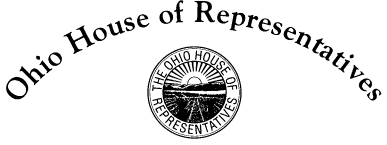 Ohio House of Representatives
THE OHIO HOUSE OF
REPRESENTATIVES